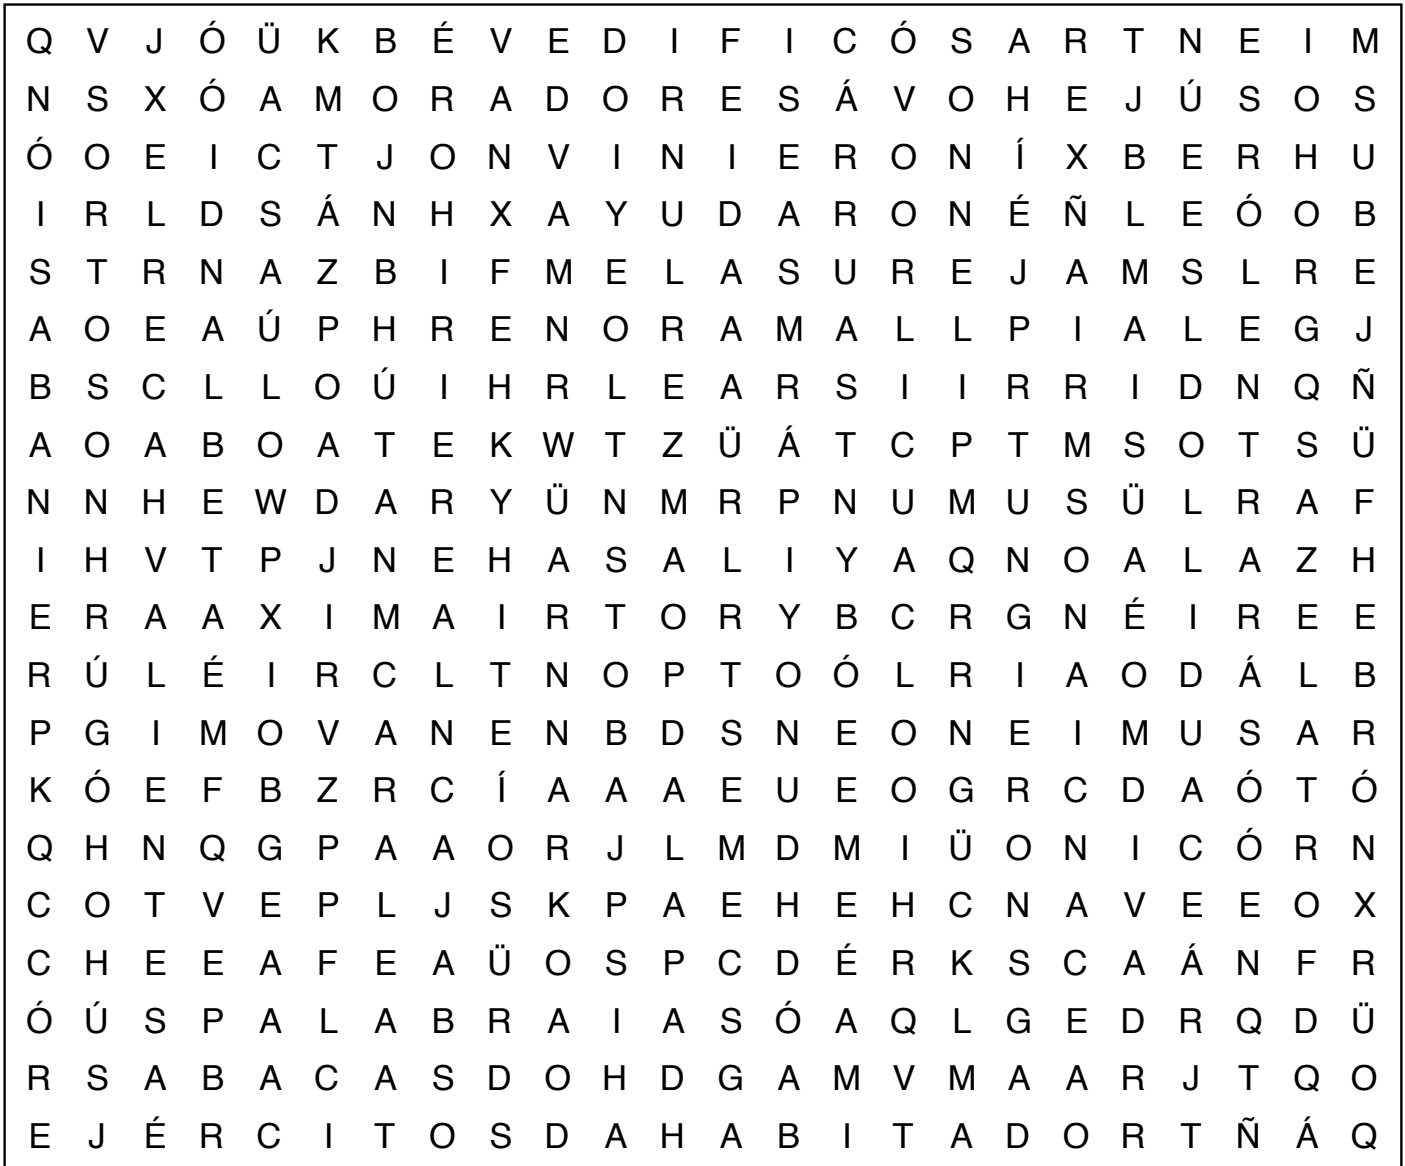 Q V J Ó Ü K B É V E D I F I C Ó S A R T N E I M
N S X Ó A M O R A D O R E S Á V O H E J Ú S O S
Ó O E I C T J O N V I N I E R O N Í X B E R H U
I R L D S Á N H X A Y U D A R O N É Ñ L E Ó O B
S T R N A Z B I F M E L A S U R E J A M S L R E
A O E A Ú P H R E N O R A M A L L P I A L E G J
B S C L L O Ú I H R L E A R S I I R R I D N Q Ñ
A O A B O A T E K W T Z Ü Á T C P T M S O T S Ü
N N H E W D A R Y Ü N M R P N U M U S Ü L R A F
I H V T P J N E H A S A L I Y A Q N O A L A Z H
E R A A X I M A I R T O R Y B C R G N É I R E E
R Ú L É I R C L T N O P T O Ó L R I A O D Á L B
P G I M O V A N E N B D S N E O N E I M U S A R
K Ó E F B Z R C Í A A A E U E O G R C D A Ó T Ó
Q H N Q G P A A O R J L M D M I Ü O N I C Ó R N
C O T V E P L J S K P A E H E H C N A V E E O X
C H E E A F E A Ü O S P C D É R K S C A Á N F R
Ó Ú S P A L A B R A I A S Ó A Q L G E D R Q D Ü
R S A B A C A S D O H D G A M V M A A R J T Q O
E J É R C I T O S D A H A B I T A D O R T Ñ Á Q